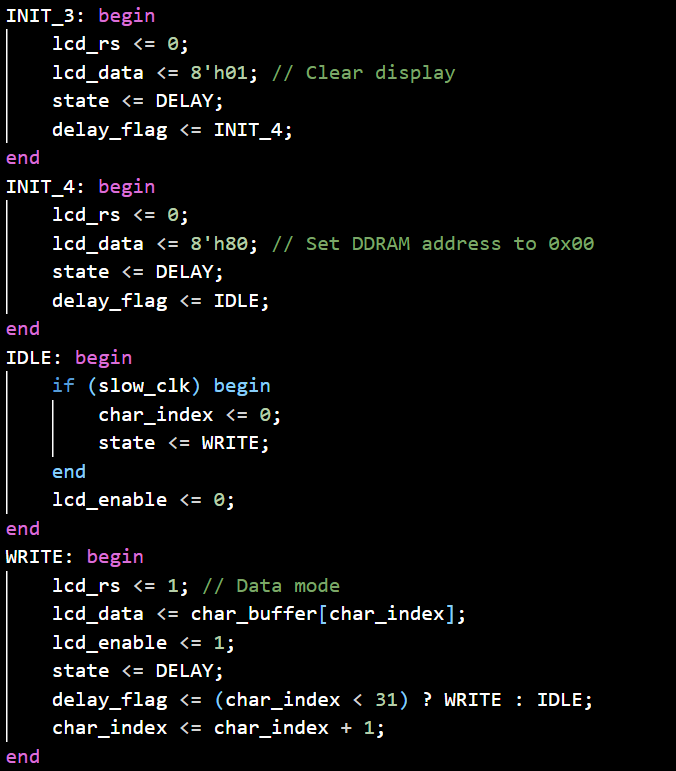 INIT_3: begin
    lcd_rs <= 0;
    lcd_data <= 8'h01; // Clear display
    state <= DELAY;
    delay_flag <= INIT_4;
end
INIT_4: begin
    lcd_rs <= 0;
    lcd_data <= 8'h80; // Set DDRAM address to 0x00
    state <= DELAY;
    delay_flag <= IDLE;
end
IDLE: begin
    if (slow_clk) begin
        char_index <= 0;
        state <= WRITE;
    end
    lcd_enable <= 0;
end
WRITE: begin
    lcd_rs <= 1; // Data mode
    lcd_data <= char_buffer[char_index];
    lcd_enable <= 1;
    state <= DELAY;
    delay_flag <= (char_index < 31) ? WRITE : IDLE;
    char_index <= char_index + 1;
end